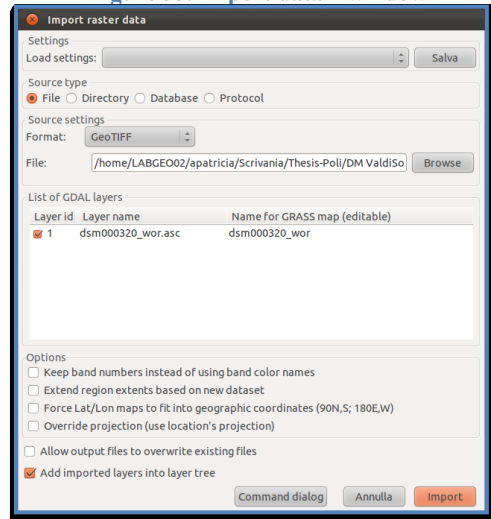 Import raster data
Settings
Load settings: Salva
Source type
File Directory Database Protocol
Source settings
Format: GeoTIFF
File: /home/LABGEO02/apatricia/Scrivania/Thesis-Poli/DM ValdiSo Browse
List of GDAL layers
Layer id Layer name Name for GRASS map (editable)
1 dsm000320_wor.asc dsm000320_wor
Options
Keep band numbers instead of using band color names
Extend region extents based on new dataset
Force Lat/Lon maps to fit into geographic coordinates (90N,S; 180E,W)
Override projection (use location's projection)
Allow output files to overwrite existing files
Add imported layers into layer tree
Command dialog Annulla Import